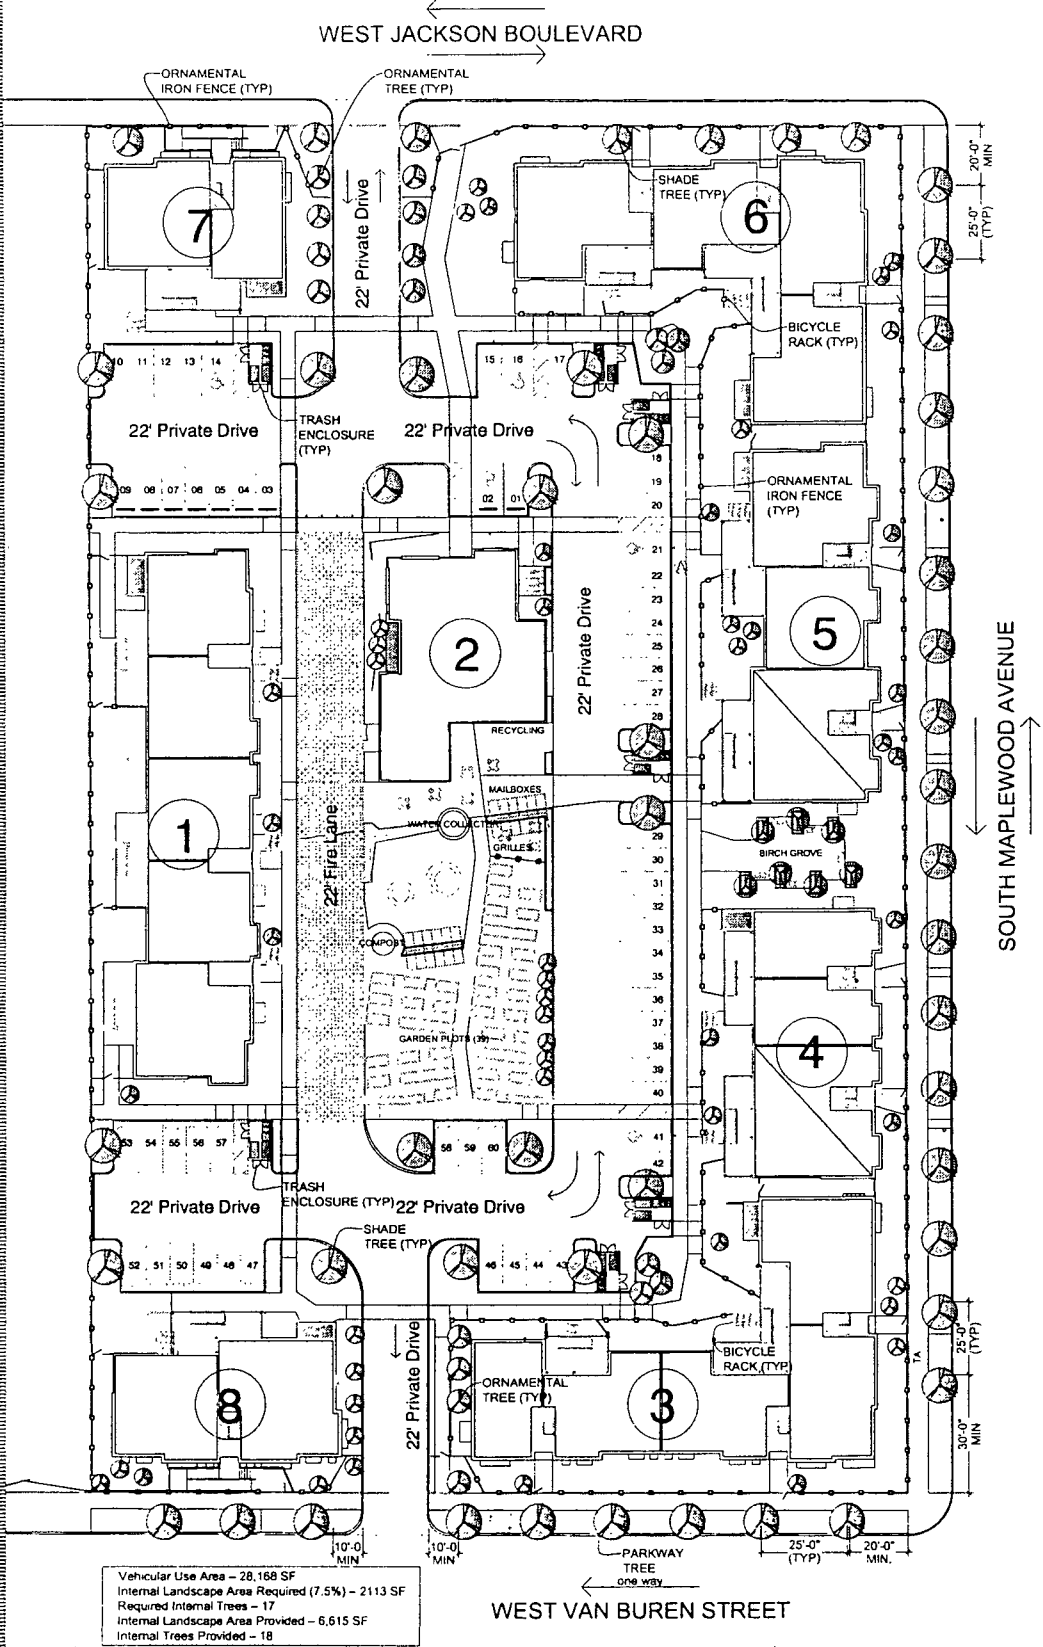 WEST JACKSON BOULEVARD
ORNAMENTAL
IRON FENCE (TYP)
ORNAMENTAL
TREE (TYP)
20'-0"
MIN
25'-0"
(TYP)
SHADE
TREE (TYP)
7
6
22' Private Drive
BICYCLE
RACK (TYP)
10 11 12 13 14
15 16 17
TRASH
ENCLOSURE
(TYP)
22' Private Drive
22' Private Drive
18
19
20
ORNAMENTAL
IRON FENCE
(TYP)
09 08 07 06 05 04 03
02 01
21
22
23
24
25
26
27
28
22' Private Drive
2
5
RECYCLING
MAILBOXES
WATER COLLECT
GRILLES
1
22' Fire Lane
29
30
31
32
33
34
35
36
37
38
39
40
41
42
BIRCH GROVE
SOUTH MAPLEWOOD AVENUE
COMPOST
GARDEN PLOTS (39)
4
53 54 55 56 57
58 59 60
TRASH
ENCLOSURE (TYP)
22' Private Drive
22' Private Drive
SHADE
TREE (TYP)
52 51 50 49 48 47
46 45 44 43
22' Private Drive
BICYCLE
RACK (TYP)
25'-0"
(TYP)
TA
ORNAMENTAL
TREE (TYP)
8
3
30'-0"
MIN
10'-0
MIN
10'-0
MIN
25'-0"
(TYP)
20'-0"
MIN.
PARKWAY
TREE
one way
WEST VAN BUREN STREET
Vehicular Use Area – 28,168 SF
Internal Landscape Area Required (7.5%) – 2113 SF
Required Internal Trees – 17
Internal Landscape Area Provided – 6,615 SF
Internal Trees Provided – 18